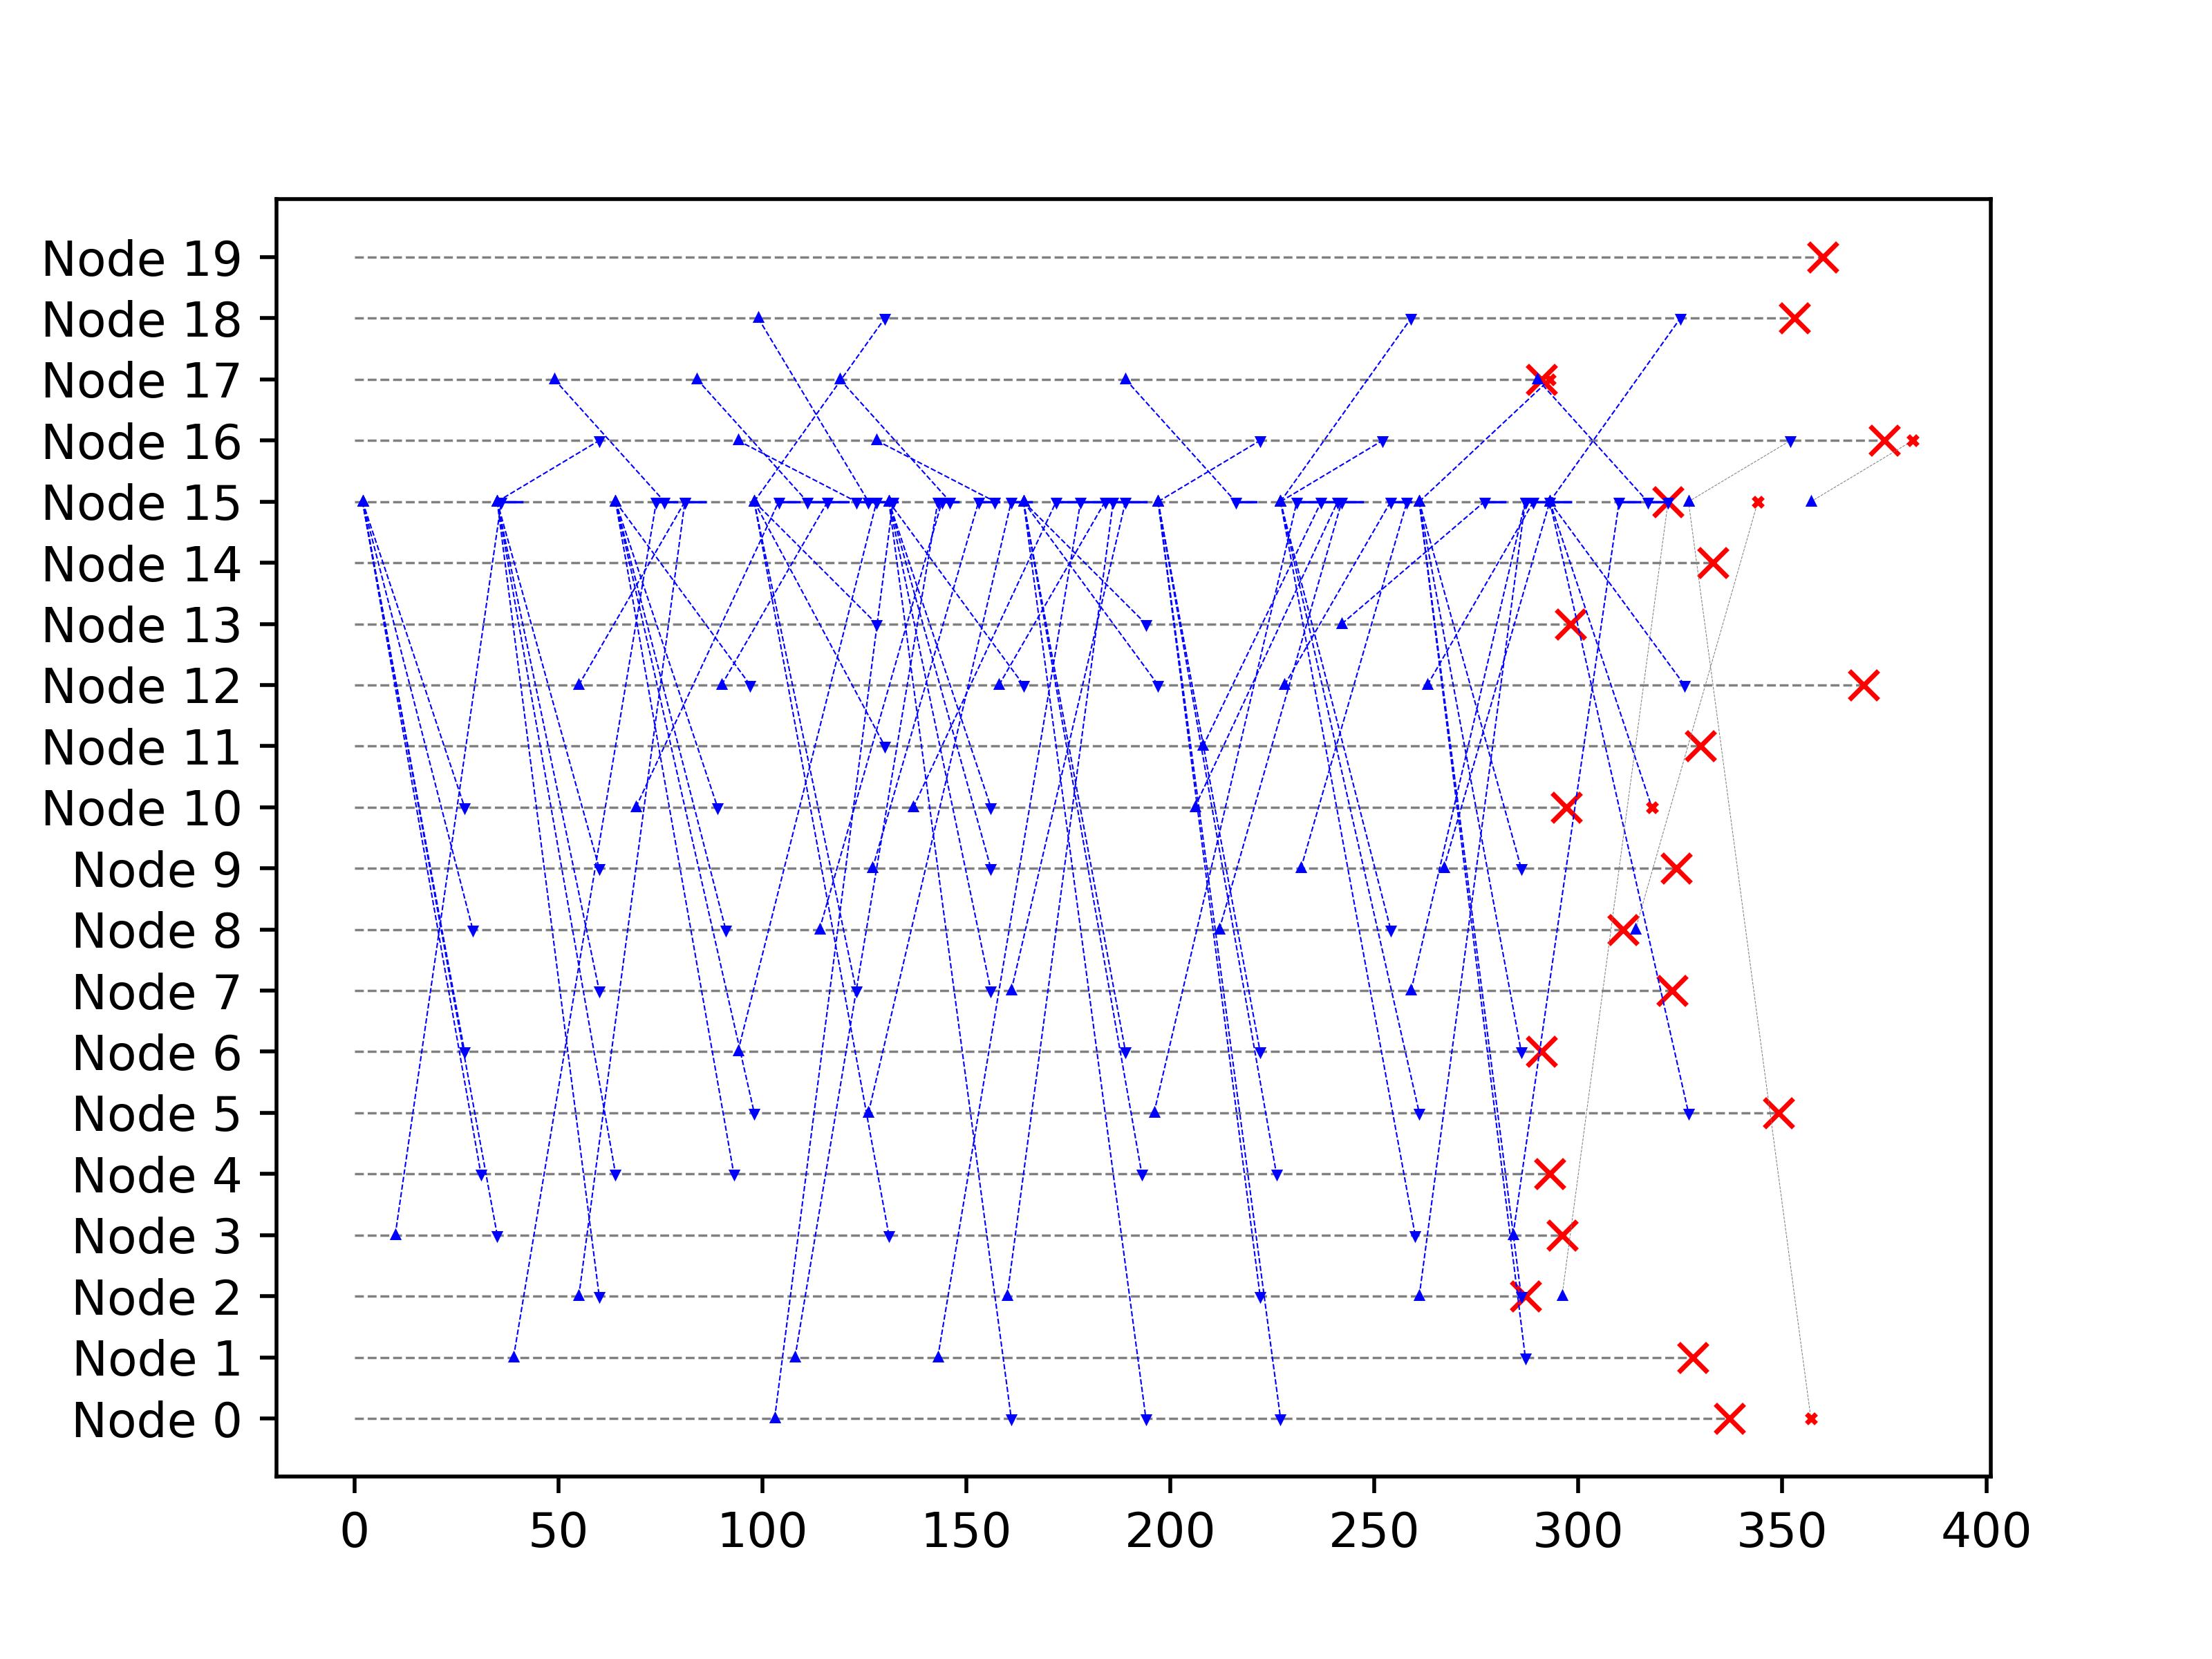 Node 19
Node 18
Node 17
Node 16
Node 15
Node 14
Node 13
Node 12
Node 11
Node 10
Node 9
Node 8
Node 7
Node 6
Node 5
Node 4
Node 3
Node 2
Node 1
Node 0
0 50 100 150 200 250 300 350 400